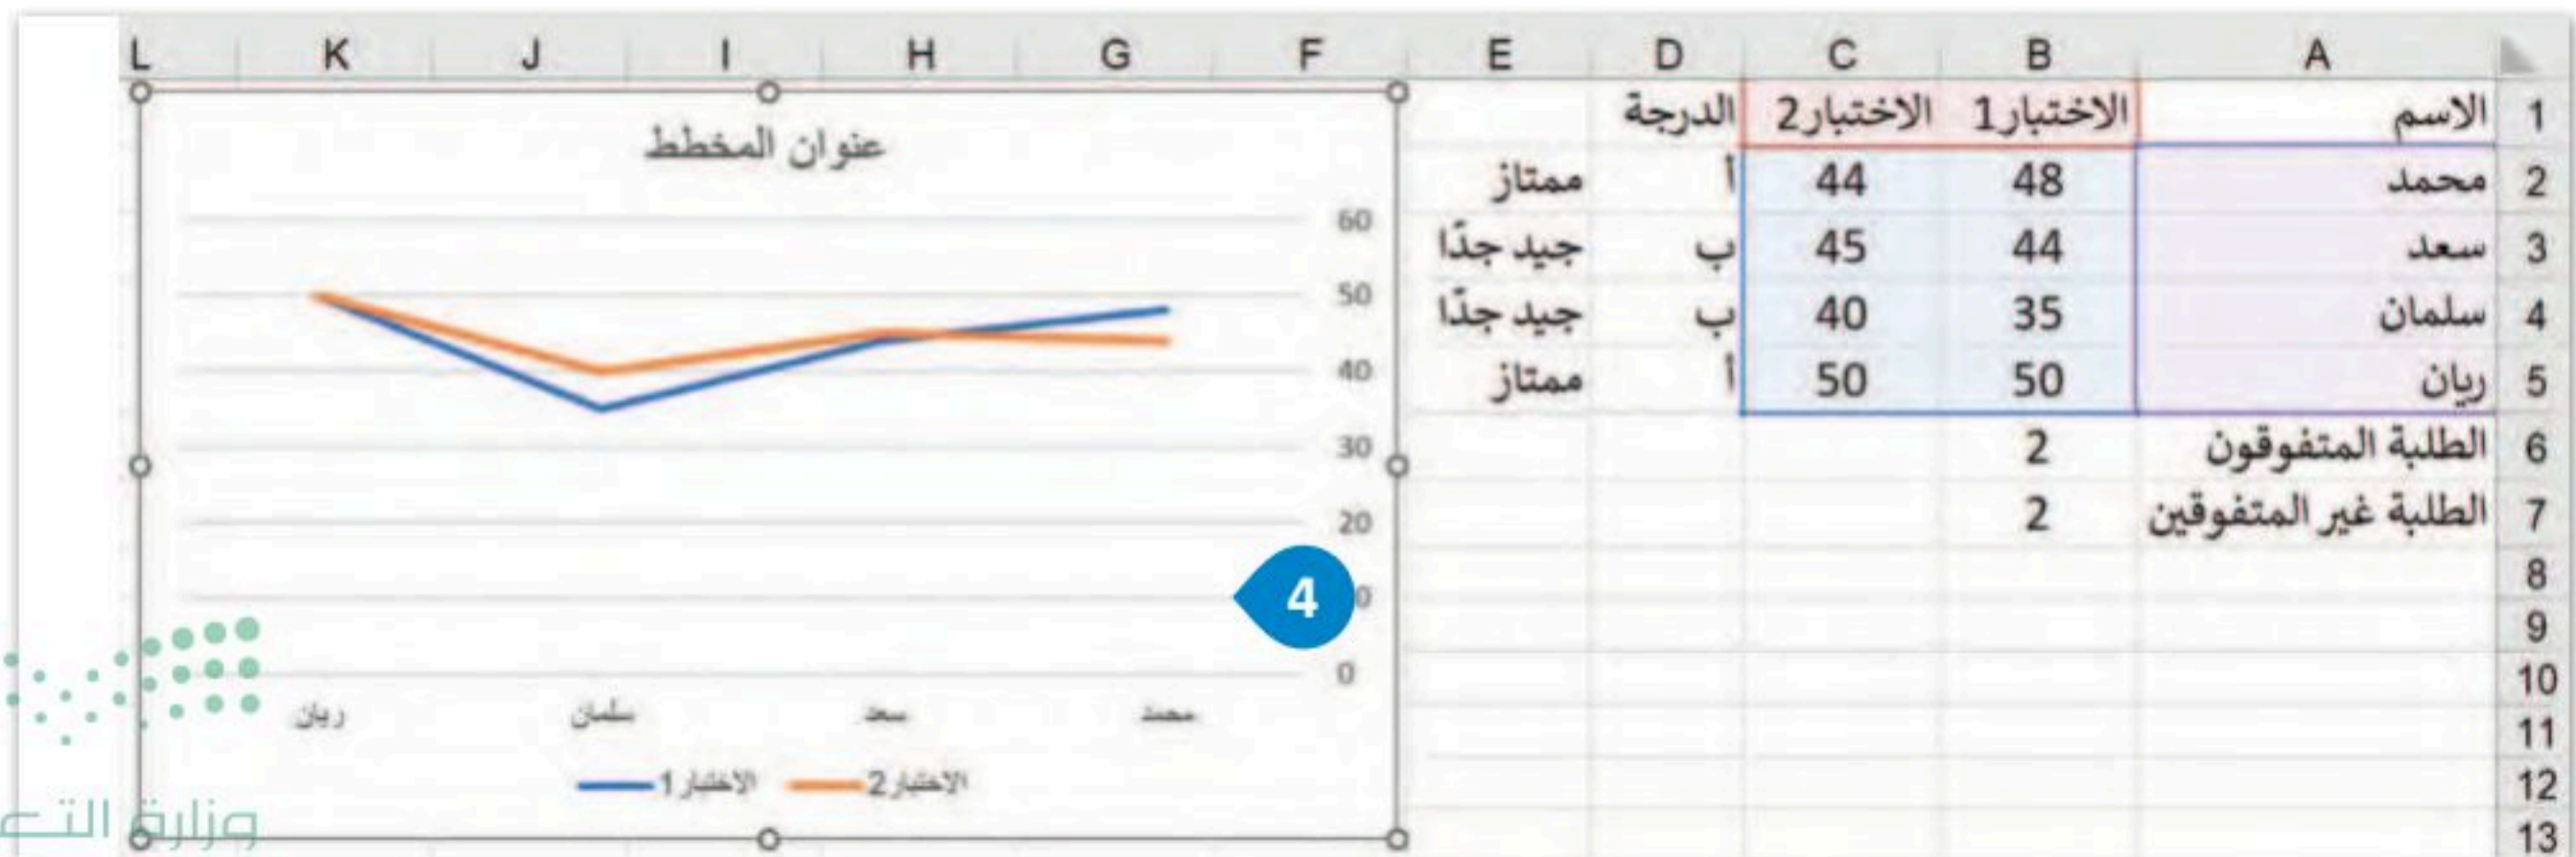 A B C D E F G H I J K L
1 الاسم الاختبار1 الاختبار2 الدرجة
2 محمد 48 44 أ ممتاز
3 سعد 44 45 ب جيد جدًا
4 سلمان 35 40 ب جيد جدًا
5 ريان 50 50 أ ممتاز
6 الطلبة المتفوقون 2
7 الطلبة غير المتفوقين 2
8
9
10
11
12
13
عنوان المخطط
60
50
40
30
20
0
4
0
محمد سعد سلمان ريان
الاختبار2 الاختبار1
وزارة التع